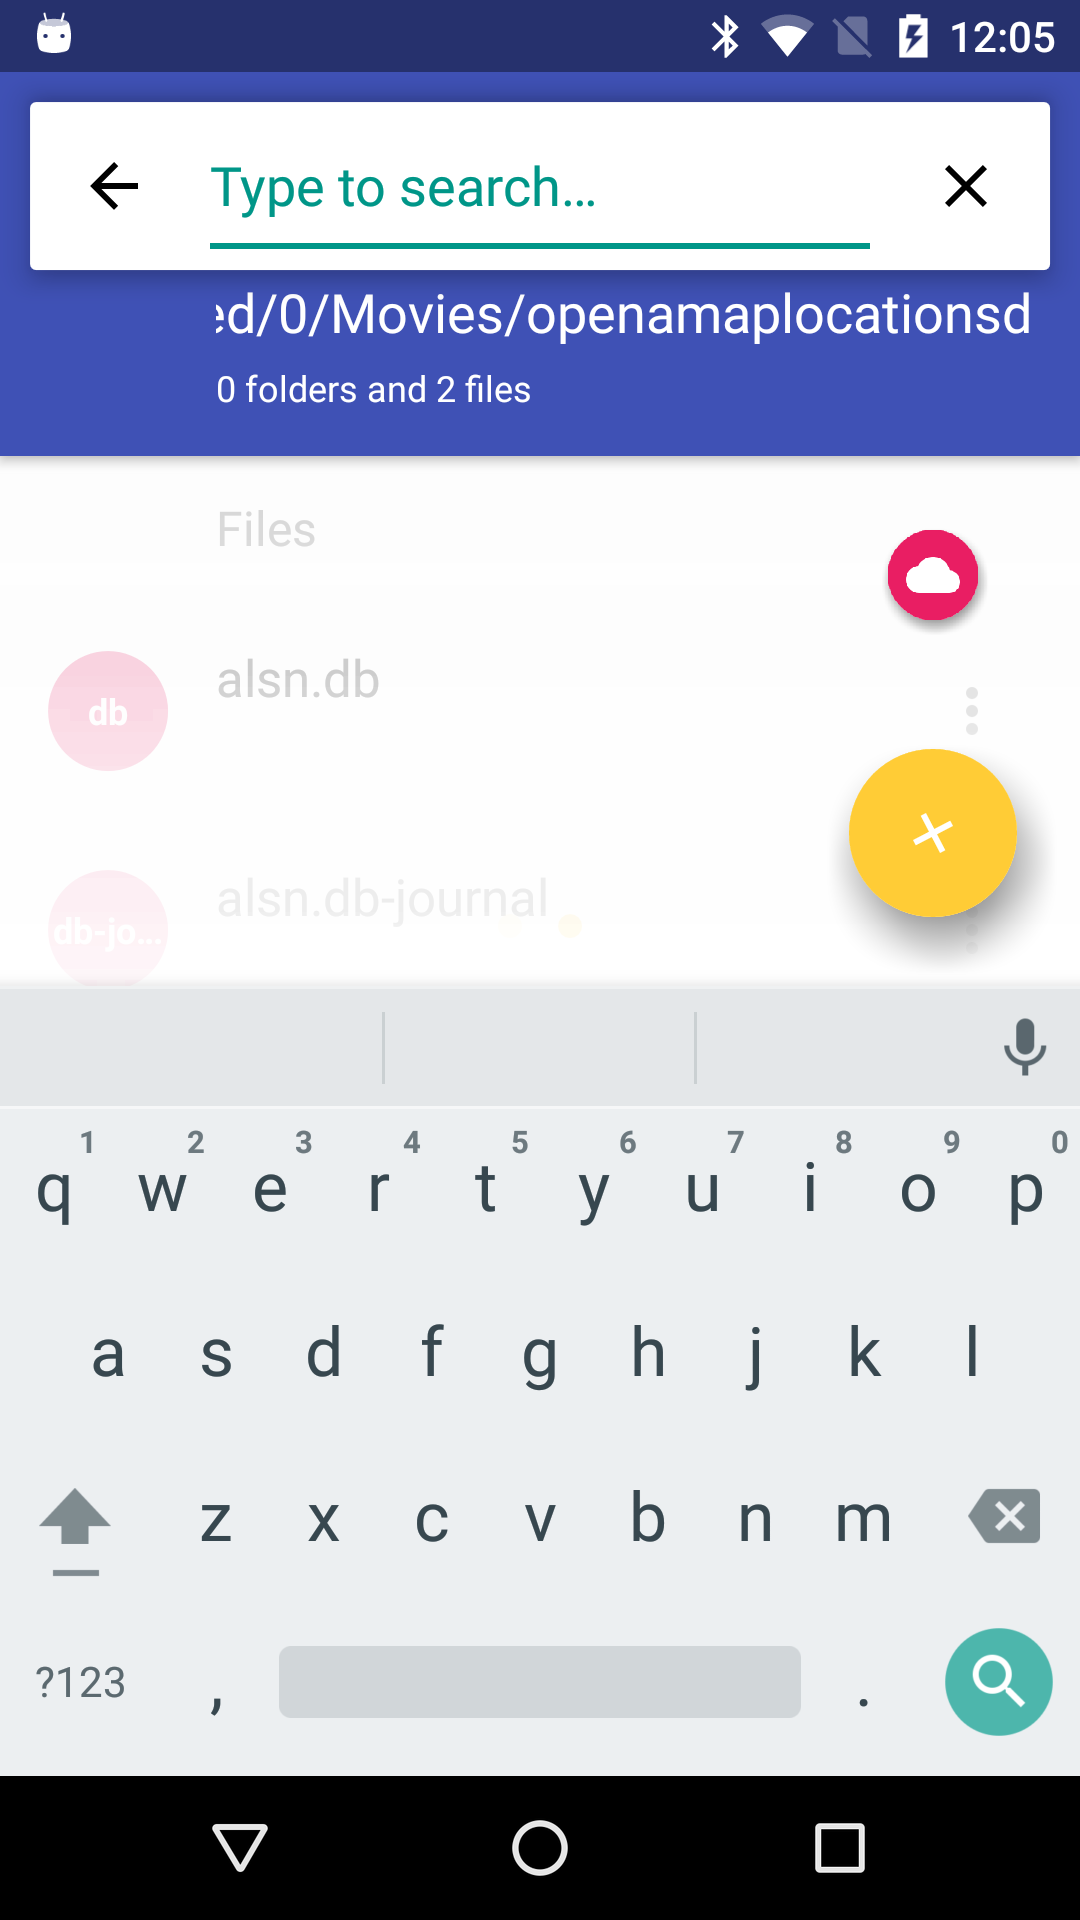 12:05
Type to search...
ed/0/Movies/openamaplocationsd
0 folders and 2 files
Files
alsn.db
db
alsn.db-journal
db-jo...
1 2 3 4 5 6 7 8 9 0
q w e r t y u i o p
a s d f g h j k l
z x c v b n m
?123 , .